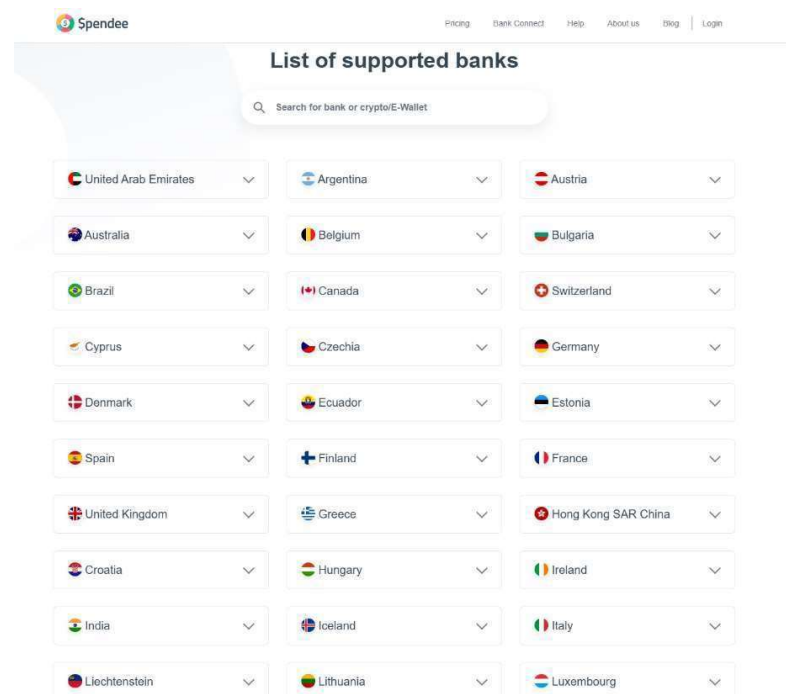 Spendee
Pricing Bank Connect Help About us Blog Login
List of supported banks
Search for bank or crypto/E-Wallet
United Arab Emirates Argentina Austria
Australia Belgium Bulgaria
Brazil Canada Switzerland
Cyprus Czechia Germany
Denmark Ecuador Estonia
Spain Finland France
United Kingdom Greece Hong Kong SAR China
Croatia Hungary Ireland
India Iceland Italy
Liechtenstein Lithuania Luxembourg